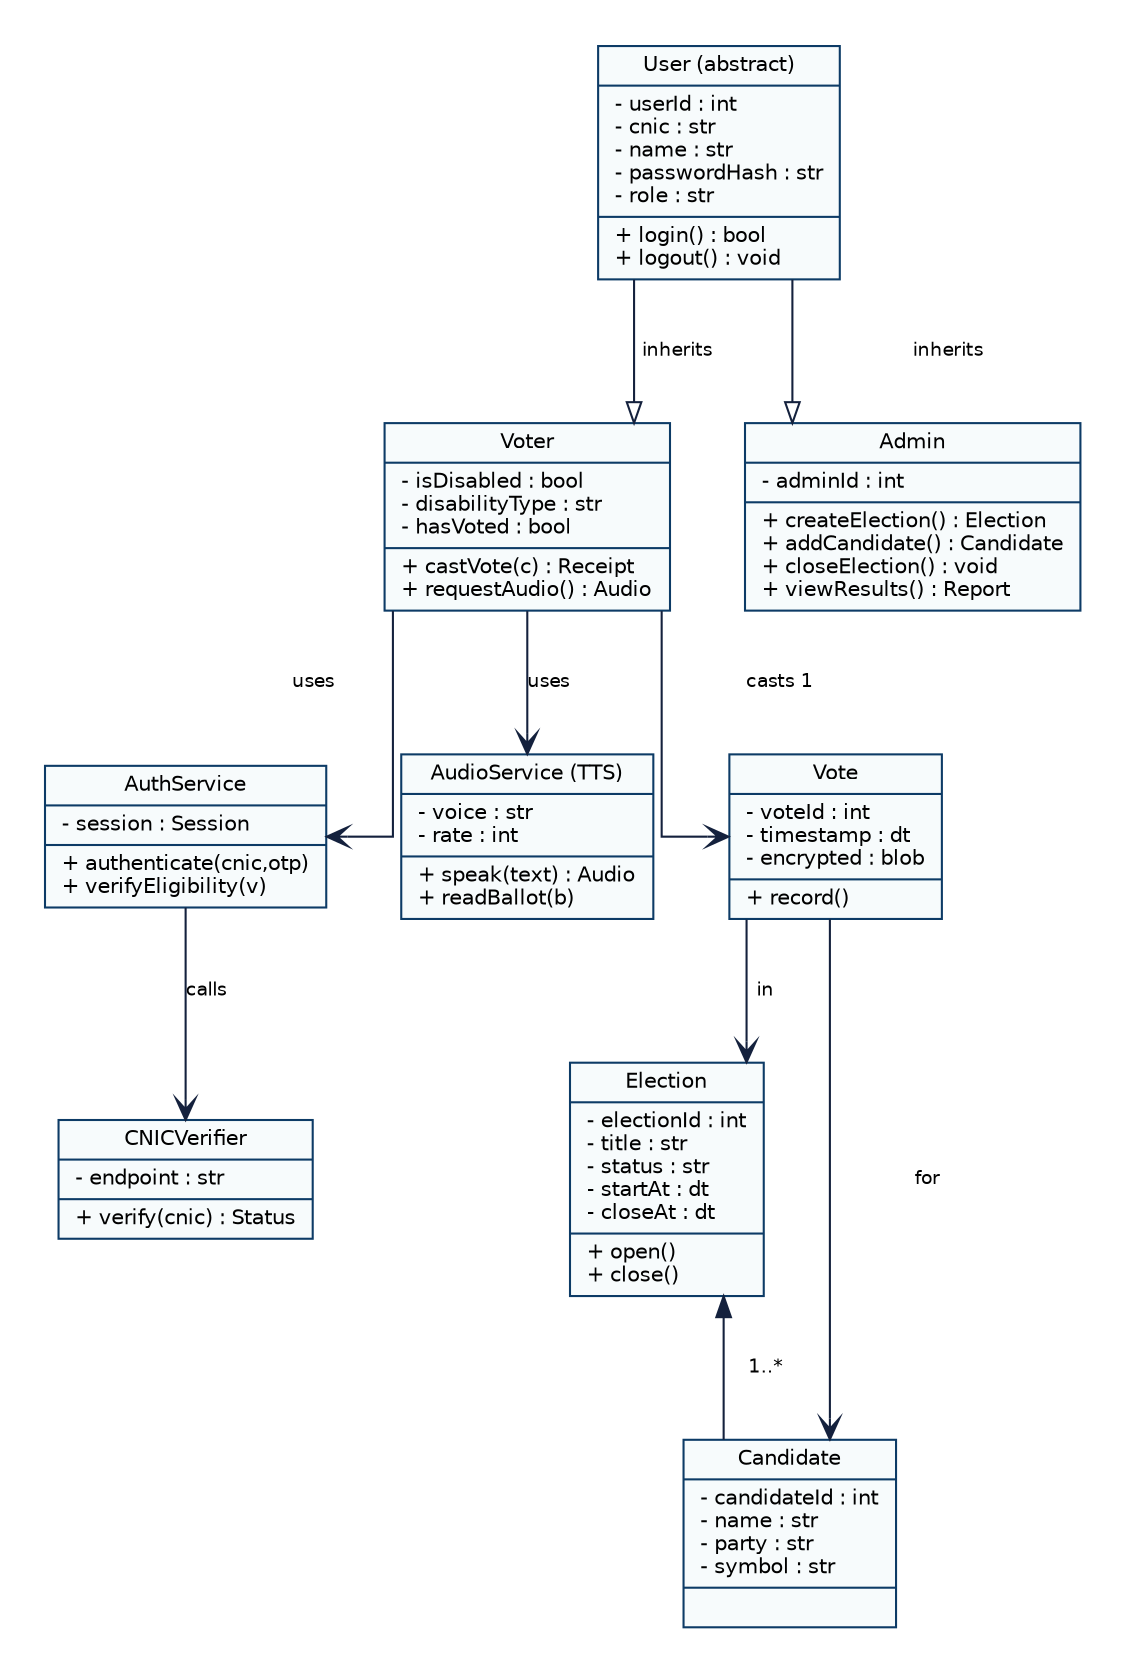 User (abstract)
- userId : int
- cnic : str
- name : str
- passwordHash : str
- role : str
+ login() : bool
+ logout() : void
inherits
inherits
Voter
- isDisabled : bool
- disabilityType : str
- hasVoted : bool
+ castVote(c) : Receipt
+ requestAudio() : Audio
Admin
- adminId : int
+ createElection() : Election
+ addCandidate() : Candidate
+ closeElection() : void
+ viewResults() : Report
uses
uses
casts 1
AuthService
- session : Session
+ authenticate(cnic,otp)
+ verifyEligibility(v)
AudioService (TTS)
- voice : str
- rate : int
+ speak(text) : Audio
+ readBallot(b)
Vote
- voteId : int
- timestamp : dt
- encrypted : blob
+ record()
calls
in
CNICVerifier
- endpoint : str
+ verify(cnic) : Status
Election
- electionId : int
- title : str
- status : str
- startAt : dt
- closeAt : dt
+ open()
+ close()
for
1..*
Candidate
- candidateId : int
- name : str
- party : str
- symbol : str